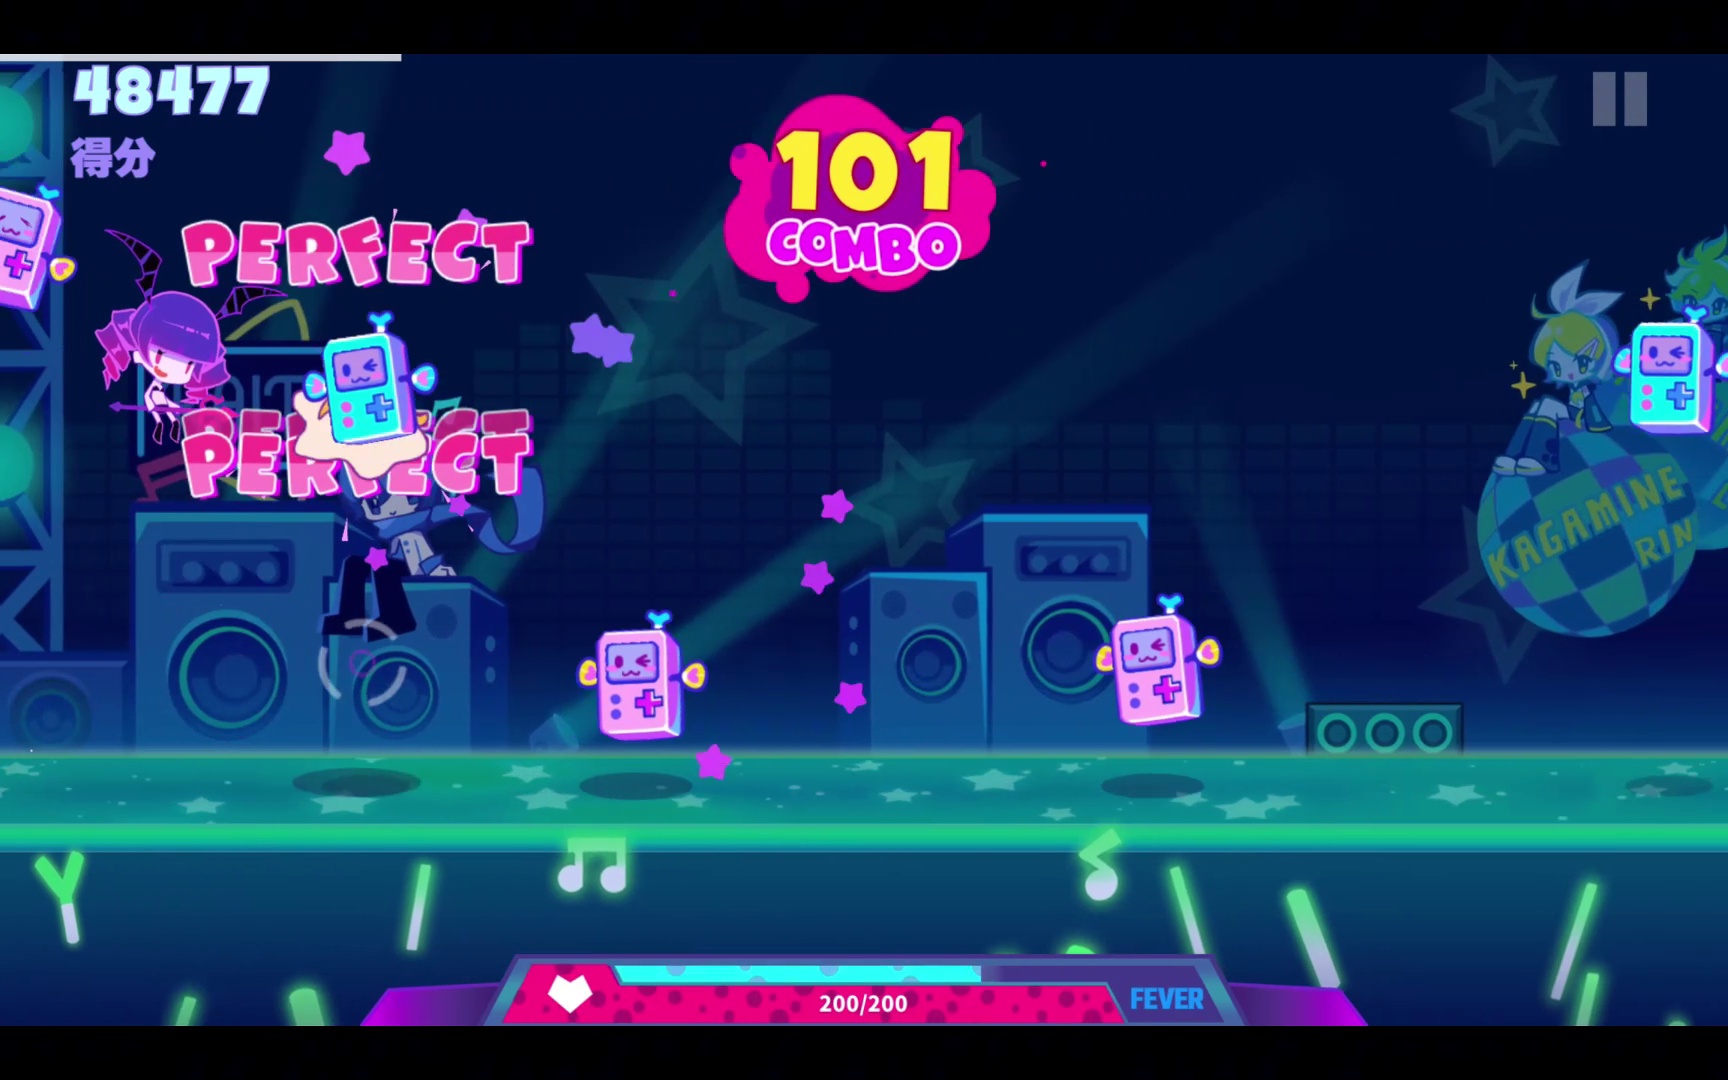 48477
得分
101
COMBO
PERFECT
PERFECT
KAGAMINE
RIN
200/200
FEVER